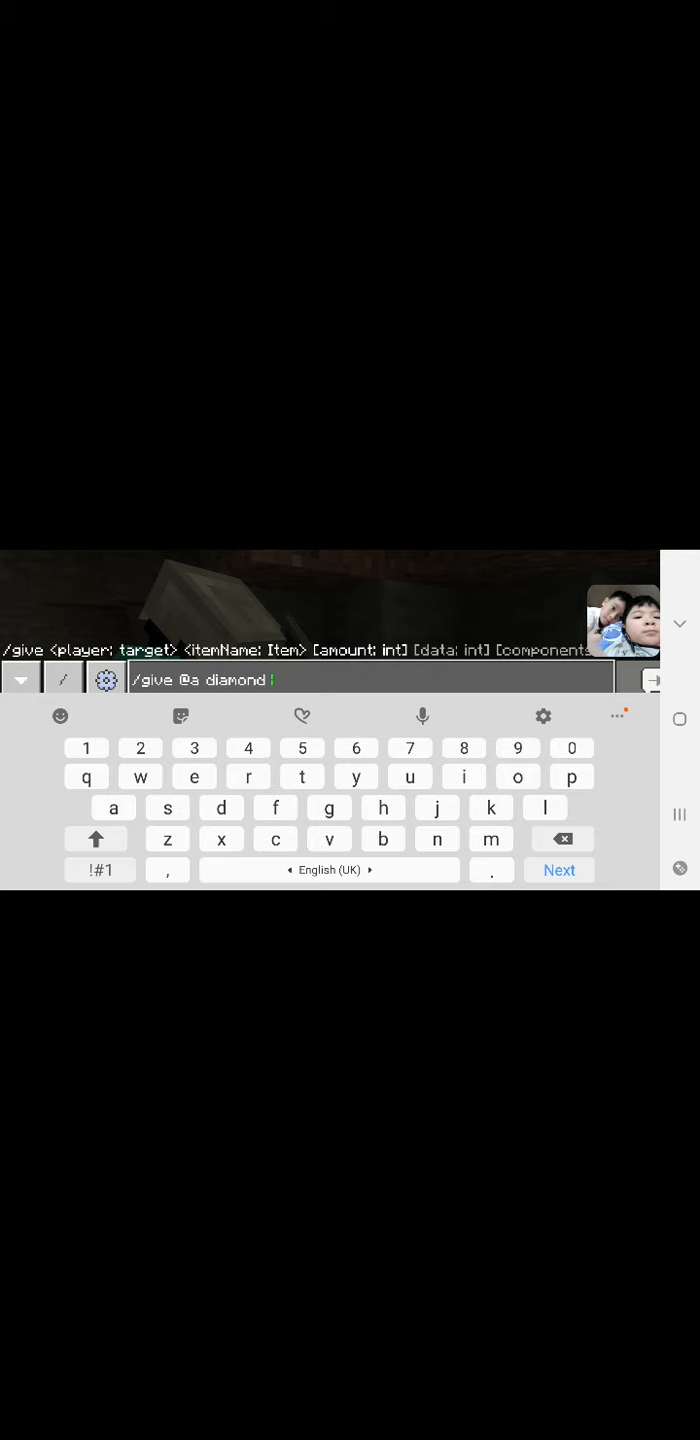 /give <player: target> <itemName: Item> [amount: int] [data: int] [components
/
/give @a diamond
1 2 3 4 5 6 7 8 9 0
q w e r t y u i o p
a s d f g h j k l
z x c v b n m
!#1 , English (UK) . Next